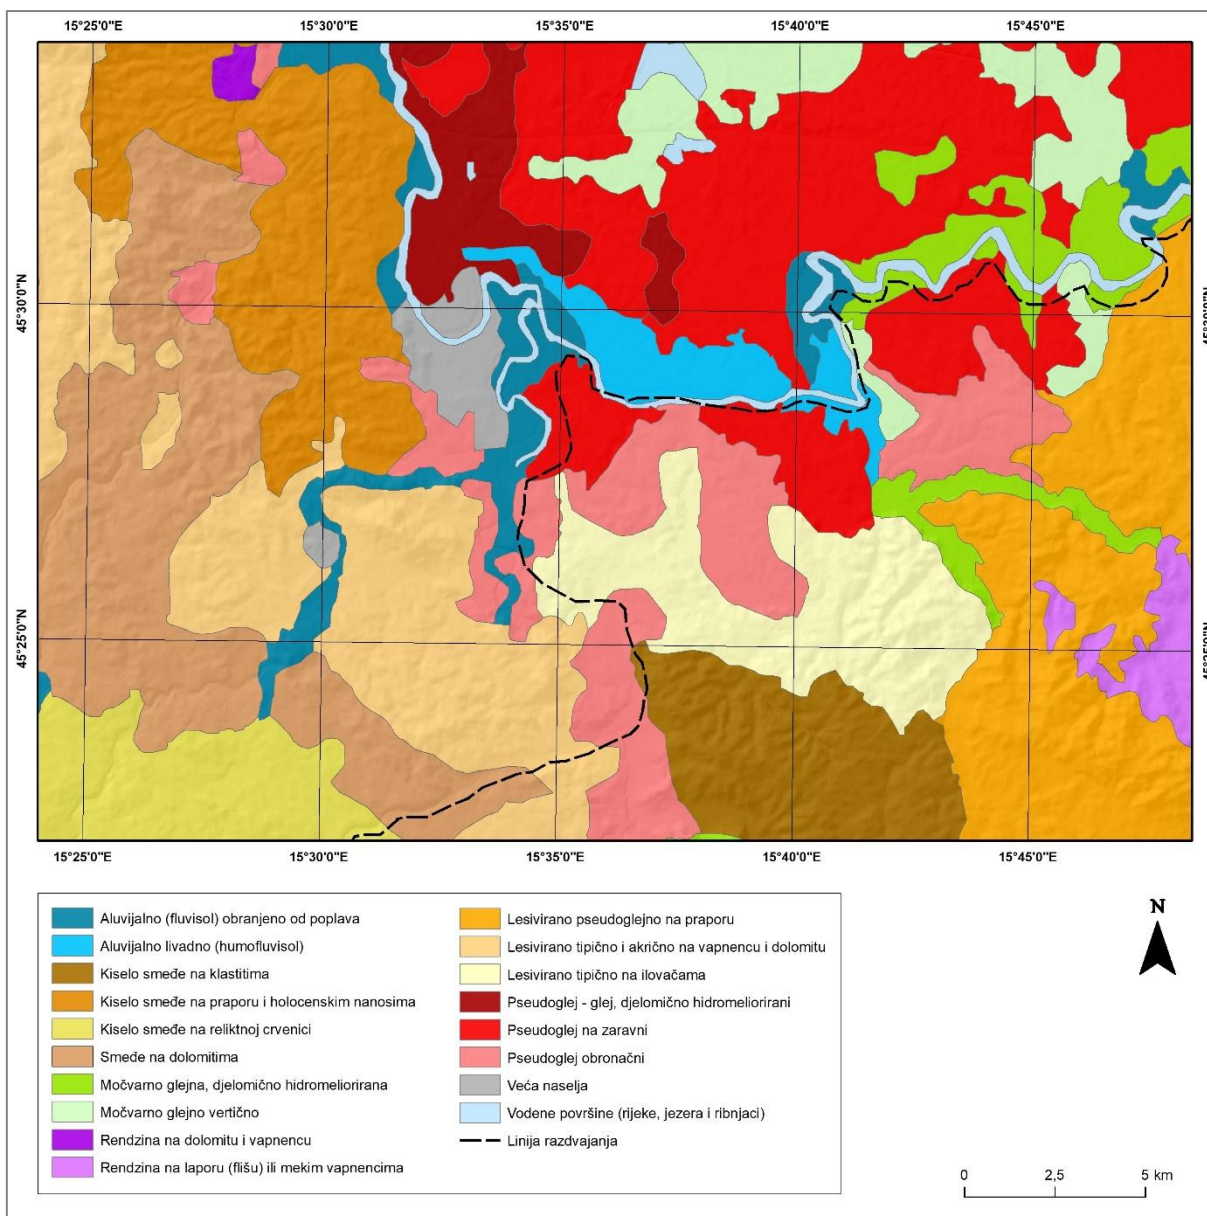 15°25'0"E 15°30'0"E 15°35'0"E 15°40'0"E 15°45'0"E
45°30'0"N
45°25'0"N
15°25'0"E 15°30'0"E 15°35'0"E 15°40'0"E 15°45'0"E
Aluvijalno (fluvisol) obranjeno od poplava
Aluvijalno livadno (humofluvisol)
Kiselo smeđe na klastitima
Kiselo smeđe na praporu i holocenskim nanosima
Kiselo smeđe na reliktnoj crvenici
Smeđe na dolomitima
Močvarno glejna, djelomično hidromeliorirana
Močvarno glejno vertično
Rendzina na dolomitu i vapnencu
Rendzina na laporu (flišu) ili mekim vapnencima
Lesivirano pseudoglejno na praporu
Lesivirano tipično i akrično na vapnencu i dolomitu
Lesivirano tipično na ilovačama
Pseudoglej - glej, djelomično hidromeliorirani
Pseudoglej na zaravni
Pseudoglej obronačni
Veća naselja
Vodene površine (rijeke, jezera i ribnjaci)
Linija razdvajanja
N
0 2,5 5 km